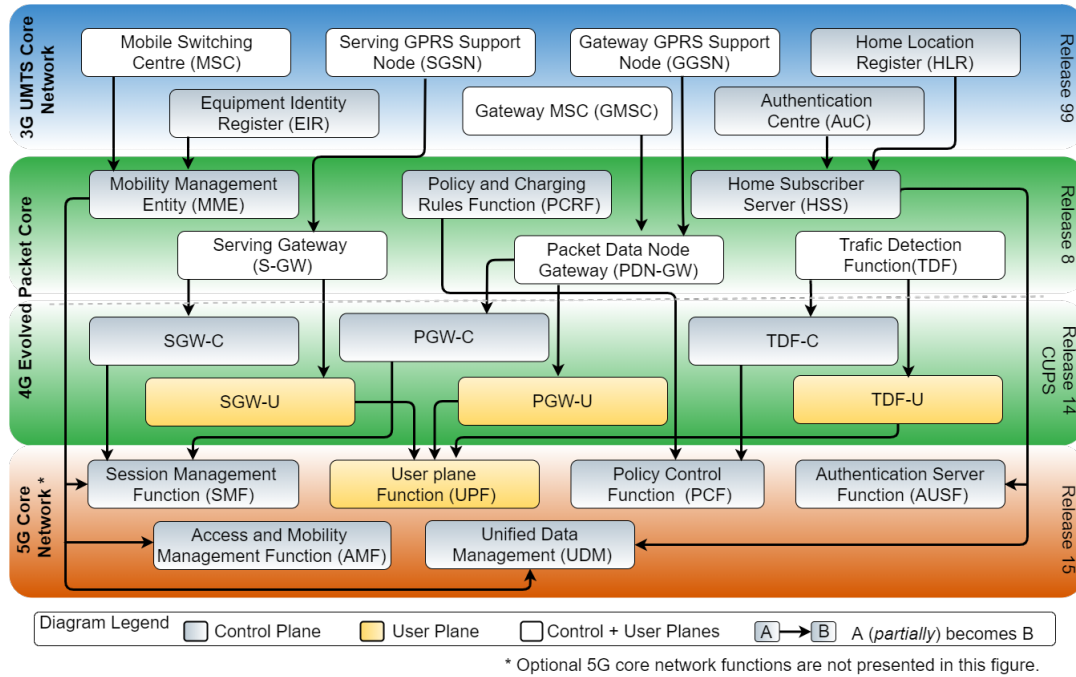 3G UMTS Core
Network
Mobile Switching
Centre (MSC)
Serving GPRS Support
Node (SGSN)
Gateway GPRS Support
Node (GGSN)
Home Location
Register (HLR)
Equipment Identity
Register (EIR)
Gateway MSC (GMSC)
Authentication
Centre (AuC)
Release 99
4G Evolved Packet Core
Mobility Management
Entity (MME)
Policy and Charging
Rules Function (PCRF)
Home Subscriber
Server (HSS)
Serving Gateway
(S-GW)
Packet Data Node
Gateway (PDN-GW)
Trafic Detection
Function(TDF)
Release 8
SGW-C
PGW-C
TDF-C
SGW-U
PGW-U
TDF-U
Release 14
CUPS
5G Core
Network *
Session Management
Function (SMF)
User plane
Function (UPF)
Policy Control
Function (PCF)
Authentication Server
Function (AUSF)
Access and Mobility
Management Function (AMF)
Unified Data
Management (UDM)
Release 15
Diagram Legend
Control Plane
User Plane
Control + User Planes
A
B
A (partially) becomes B
* Optional 5G core network functions are not presented in this figure.